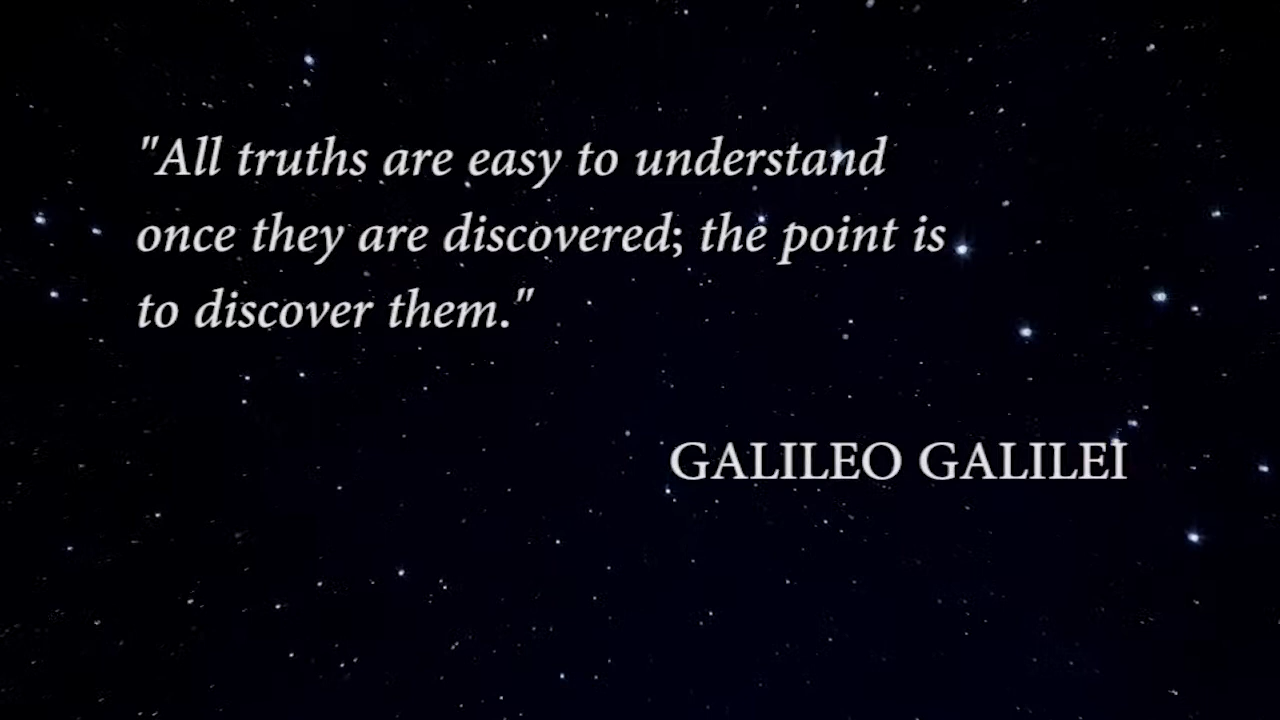 "All truths are easy to understand
once they are discovered; the point is
to discover them."
GALILEO GALILEI